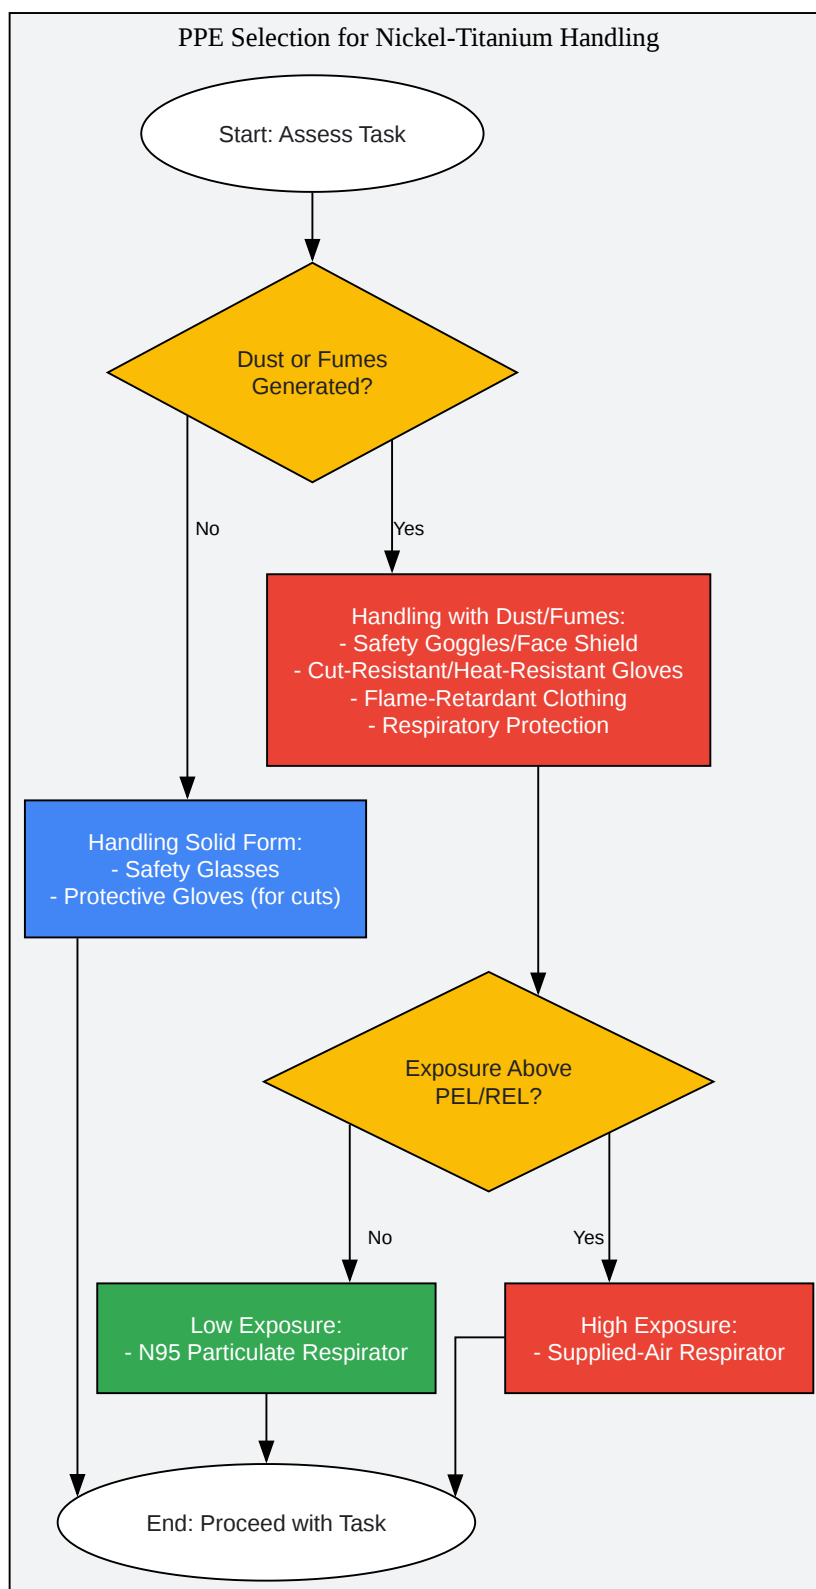 PPE Selection for Nickel-Titanium Handling
Start: Assess Task
Dust or Fumes
Generated?
No
Yes
Handling with Dust/Fumes:
- Safety Goggles/Face Shield
- Cut-Resistant/Heat-Resistant Gloves
- Flame-Retardant Clothing
- Respiratory Protection
Handling Solid Form:
- Safety Glasses
- Protective Gloves (for cuts)
Exposure Above
PEL/REL?
No
Yes
Low Exposure:
- N95 Particulate Respirator
High Exposure:
- Supplied-Air Respirator
End: Proceed with Task